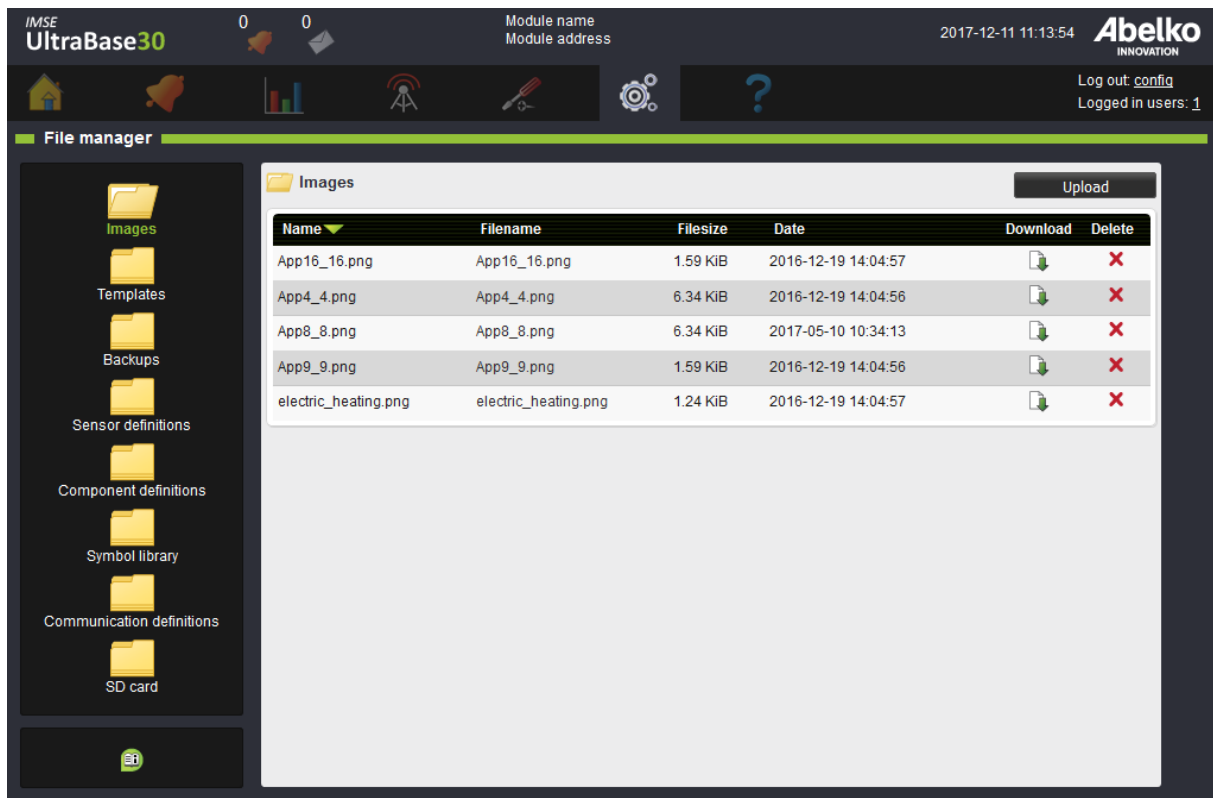 IMSE
UltraBase30
0 0
Module name
Module address
2017-12-11 11:13:54
Abelko
INNOVATION
Log out: config
Logged in users: 1
File manager
Images
Templates
Backups
Sensor definitions
Component definitions
Symbol library
Communication definitions
SD card
Images
Upload
Name Filename Filesize Date Download Delete
App16_16.png App16_16.png 1.59 KiB 2016-12-19 14:04:57
App4_4.png App4_4.png 6.34 KiB 2016-12-19 14:04:56
App8_8.png App8_8.png 6.34 KiB 2017-05-10 10:34:13
App9_9.png App9_9.png 1.59 KiB 2016-12-19 14:04:56
electric_heating.png electric_heating.png 1.24 KiB 2016-12-19 14:04:57